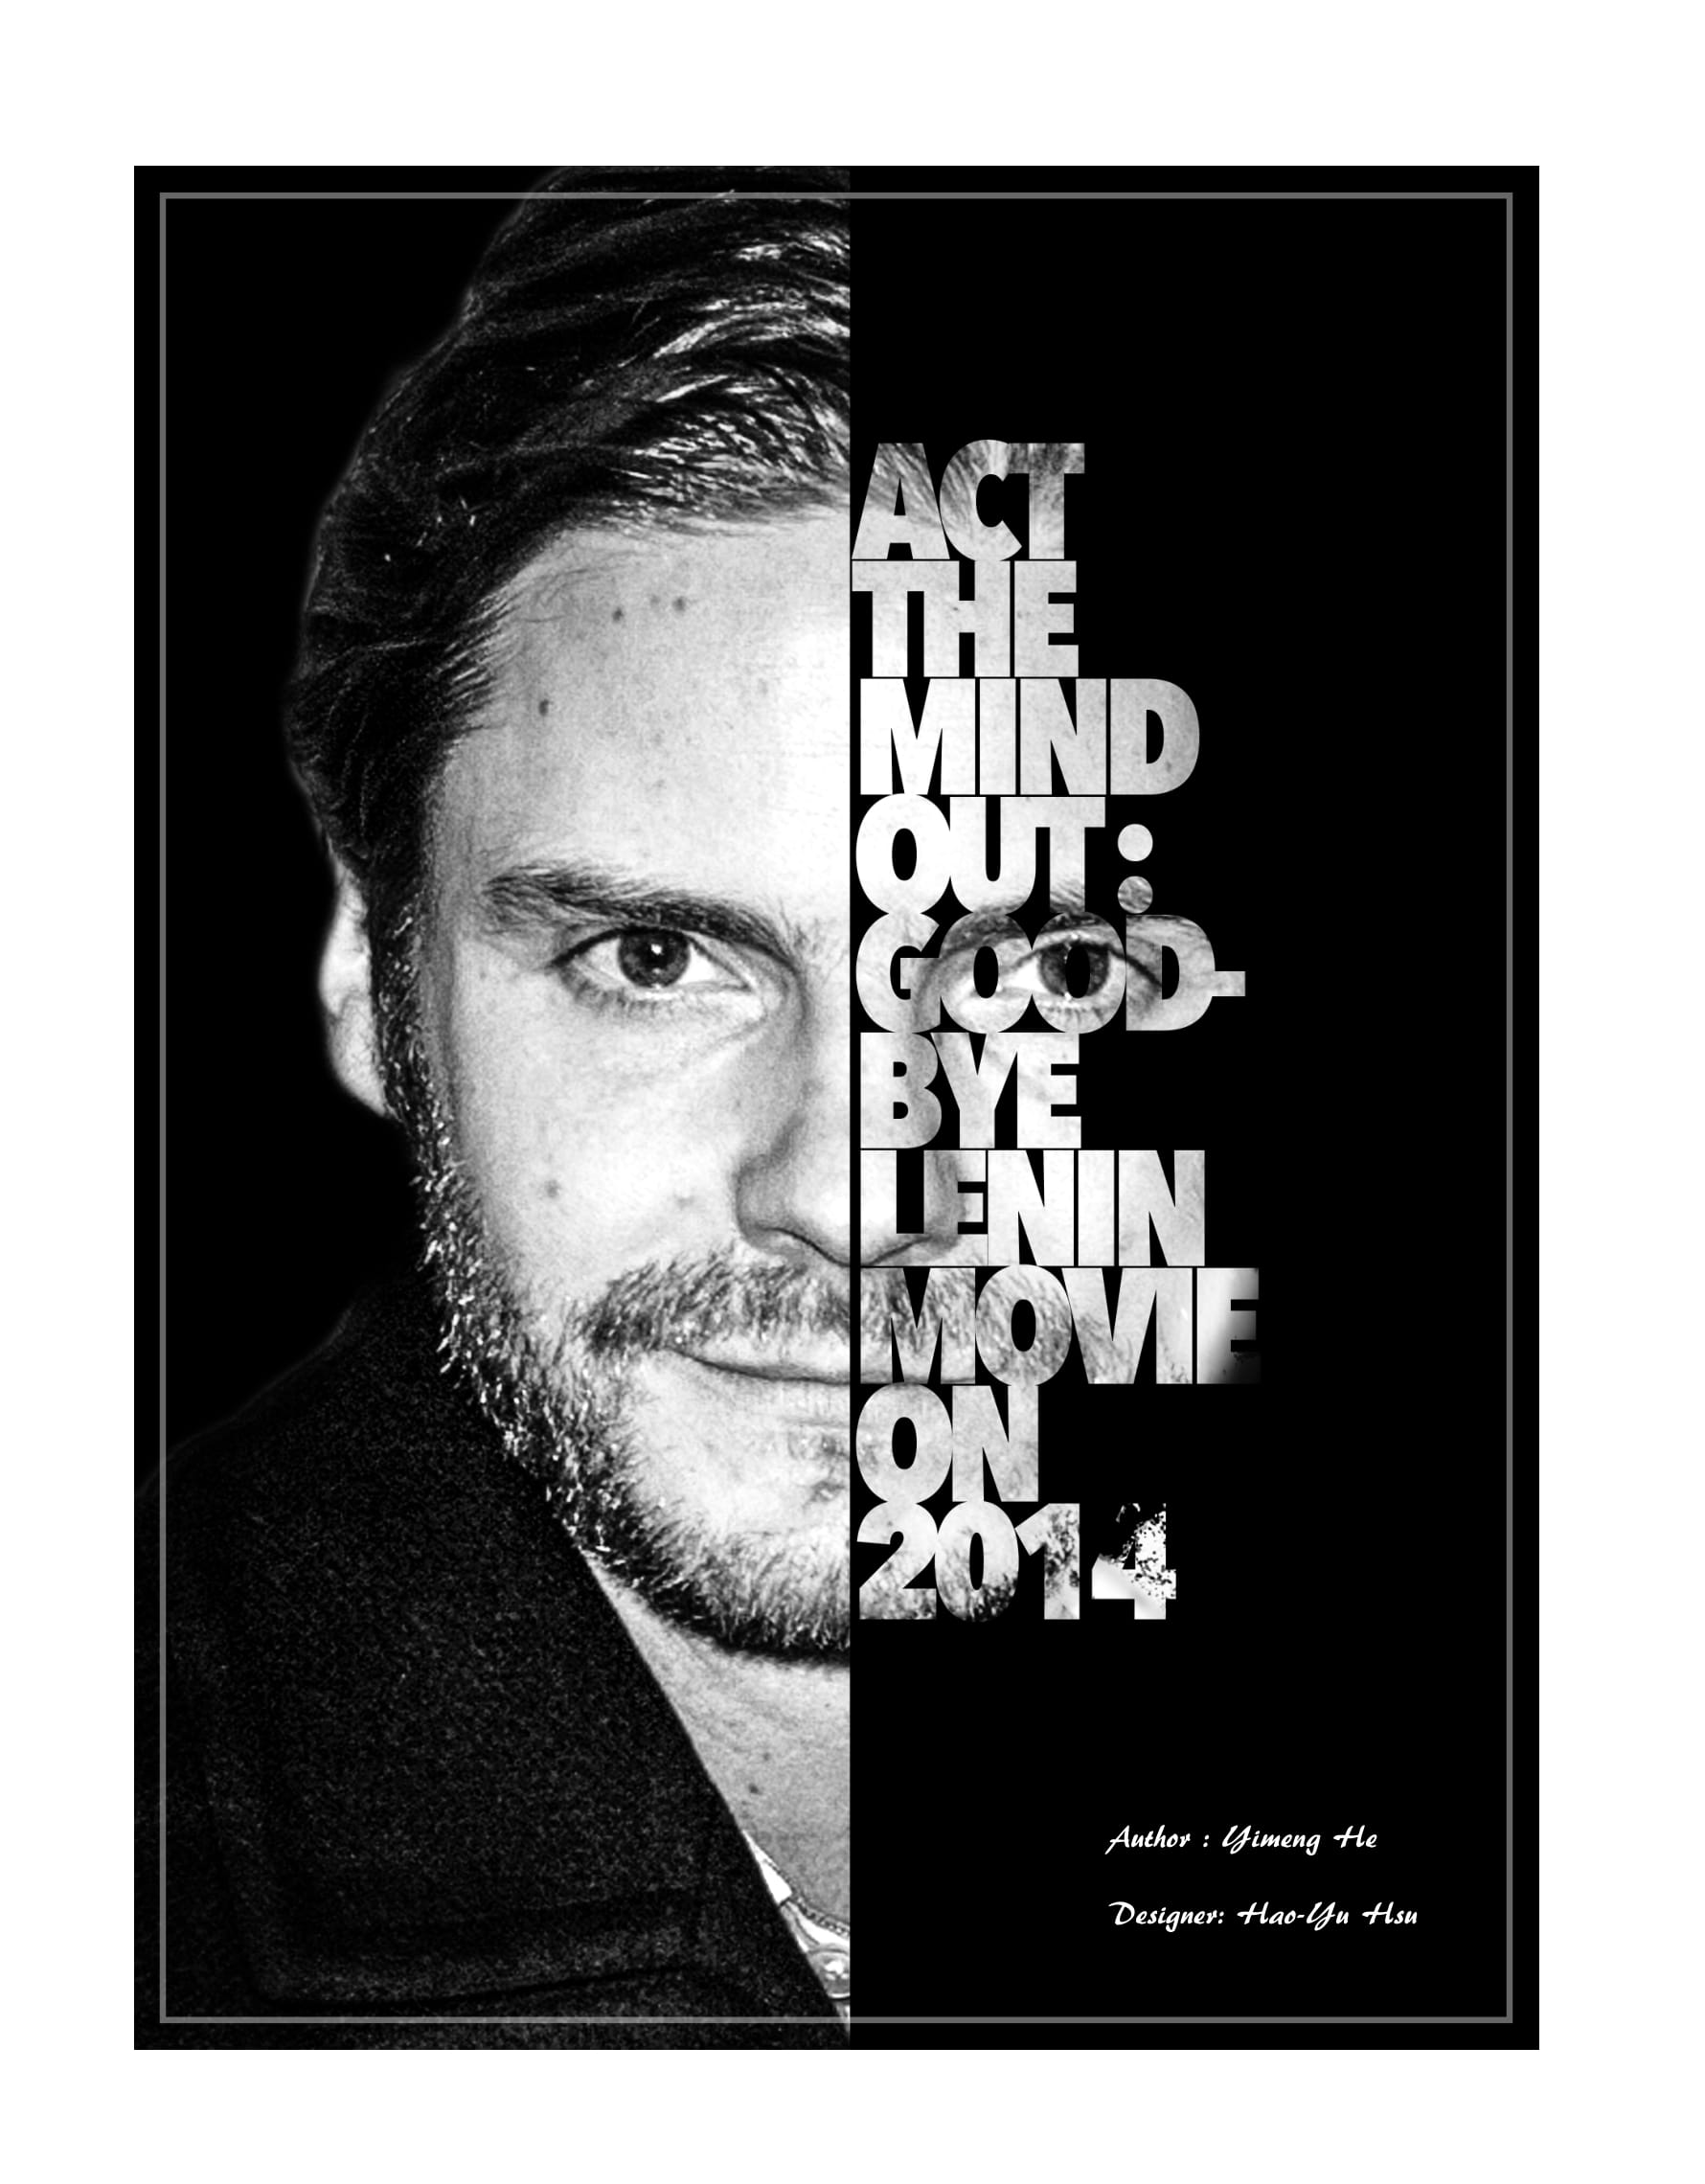 ACT
THE
MIND
OUT:
GOOD-
BYE
LENIN
MOVIE
ON
2014
Author : Yimeng He
Designer: Hao-Yu Hsu